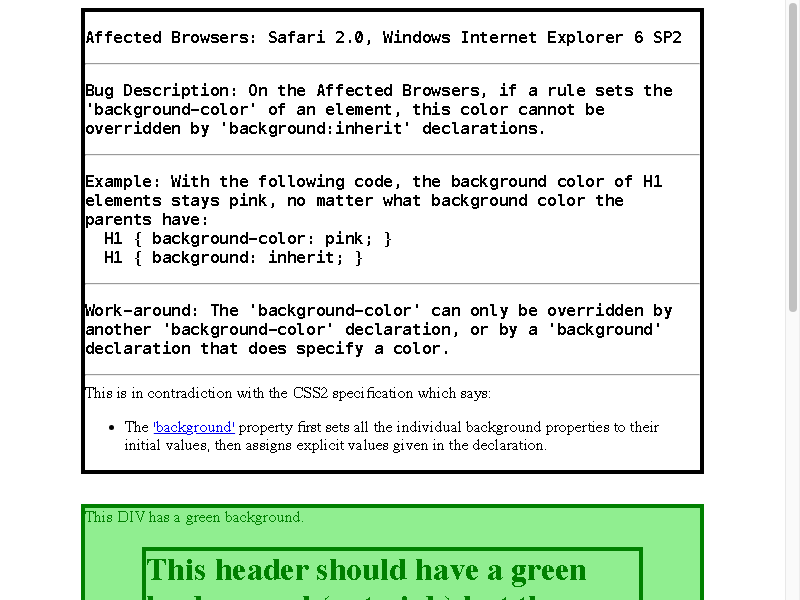 Affected Browsers: Safari 2.0, Windows Internet Explorer 6 SP2
Bug Description: On the Affected Browsers, if a rule sets the
'background-color' of an element, this color cannot be
overridden by 'background:inherit' declarations.
Example: With the following code, the background color of H1
elements stays pink, no matter what background color the
parents have:
H1 { background-color: pink; }
H1 { background: inherit; }
Work-around: The 'background-color' can only be overridden by
another 'background-color' declaration, or by a 'background'
declaration that does specify a color.
This is in contradiction with the CSS2 specification which says:
• The 'background' property first sets all the individual background properties to their
initial values, then assigns explicit values given in the declaration.
This DIV has a green background.
This header should have a green